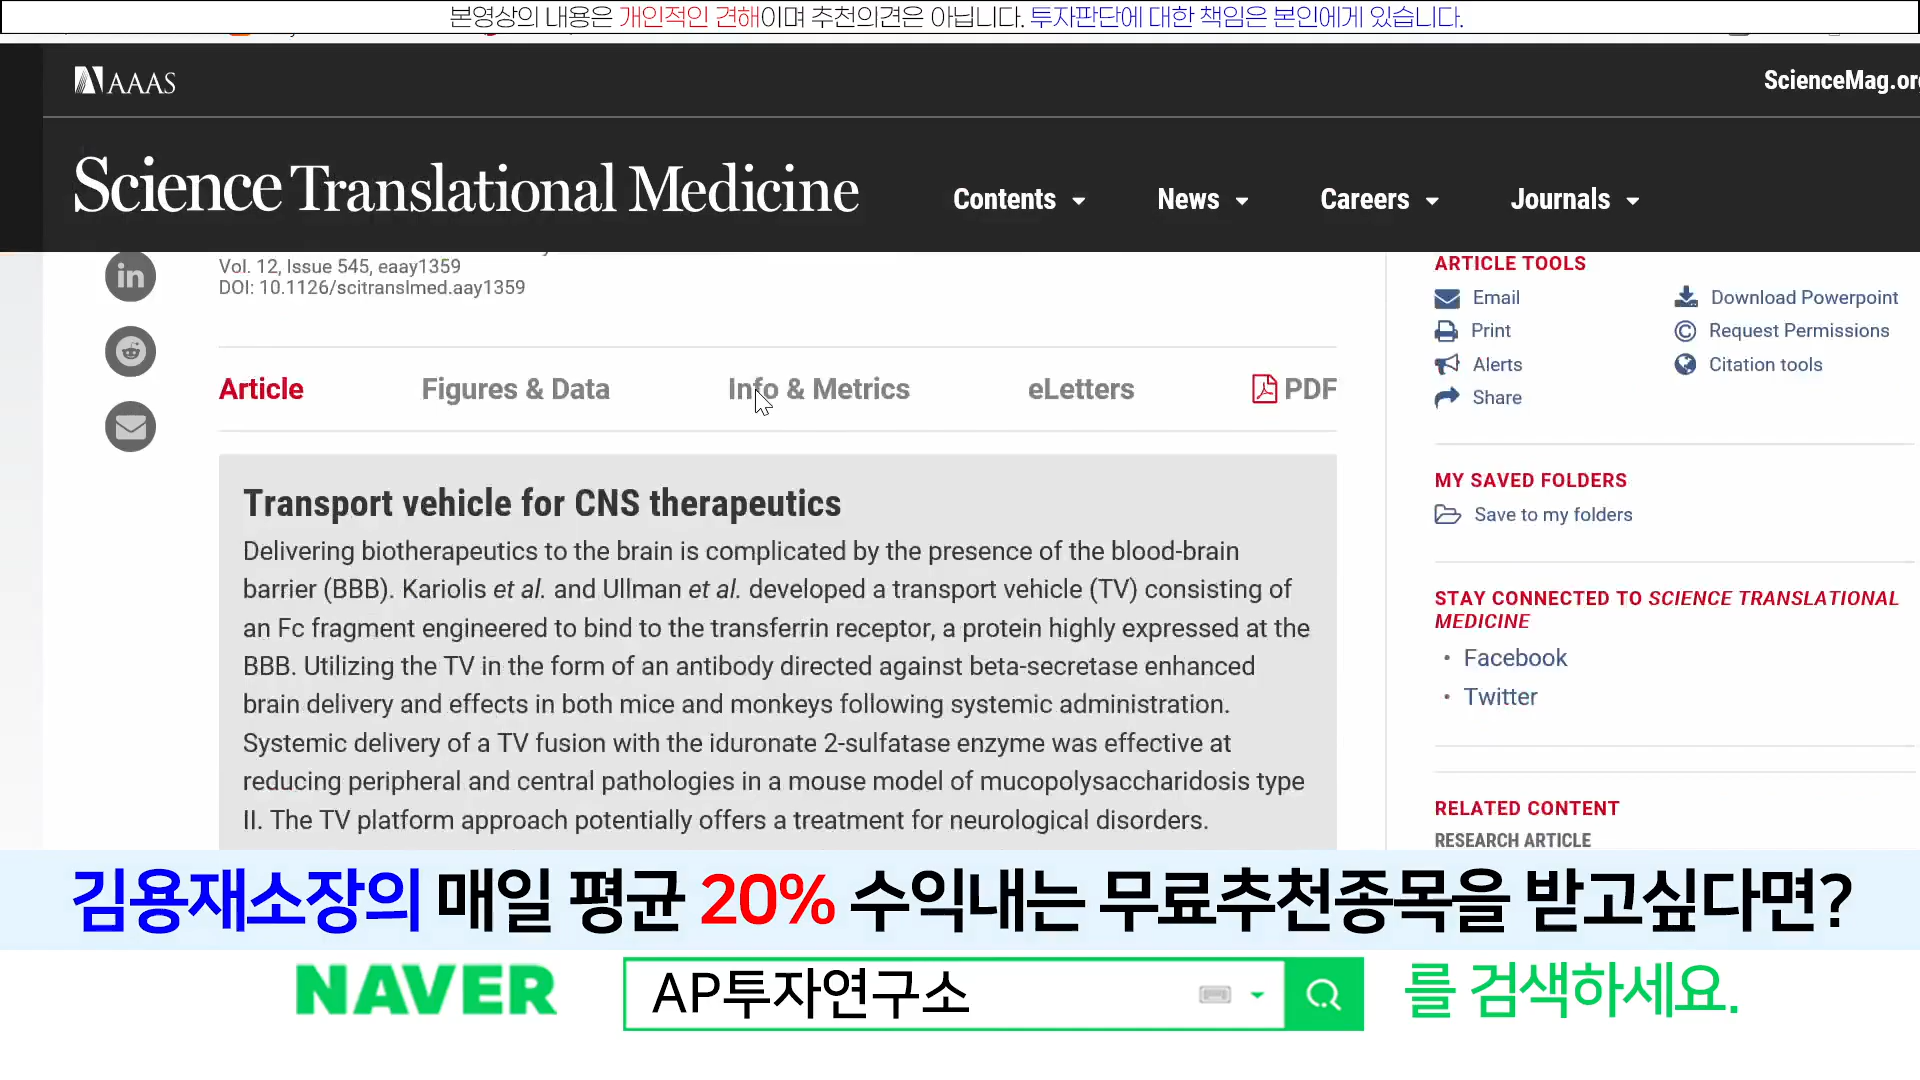 본영상의 내용은 개인적인 견해이며 추천의견은 아닙니다. 투자판단에 대한 책임은 본인에게 있습니다.
AAAS
ScienceMag.org
Science Translational Medicine
Contents
News
Careers
Journals
Vol. 12, Issue 545, eaay1359
DOI: 10.1126/scitranslmed.aay1359
Article
Figures & Data
Info & Metrics
eLetters
PDF
Transport vehicle for CNS therapeutics
Delivering biotherapeutics to the brain is complicated by the presence of the blood-brain
barrier (BBB). Kariolis et al. and Ullman et al. developed a transport vehicle (TV) consisting of
an Fc fragment engineered to bind to the transferrin receptor, a protein highly expressed at the
BBB. Utilizing the TV in the form of an antibody directed against beta-secretase enhanced
brain delivery and effects in both mice and monkeys following systemic administration.
Systemic delivery of a TV fusion with the iduronate 2-sulfatase enzyme was effective at
reducing peripheral and central pathologies in a mouse model of mucopolysaccharidosis type
II. The TV platform approach potentially offers a treatment for neurological disorders.
ARTICLE TOOLS
Email
Download Powerpoint
Print
Request Permissions
Alerts
Citation tools
Share
MY SAVED FOLDERS
Save to my folders
STAY CONNECTED TO SCIENCE TRANSLATIONAL
MEDICINE
• Facebook
• Twitter
RELATED CONTENT
RESEARCH ARTICLE
김용재소장의 매일 평균 20% 수익내는 무료추천종목을 받고싶다면?
NAVER
AP투자연구소
를 검색하세요.